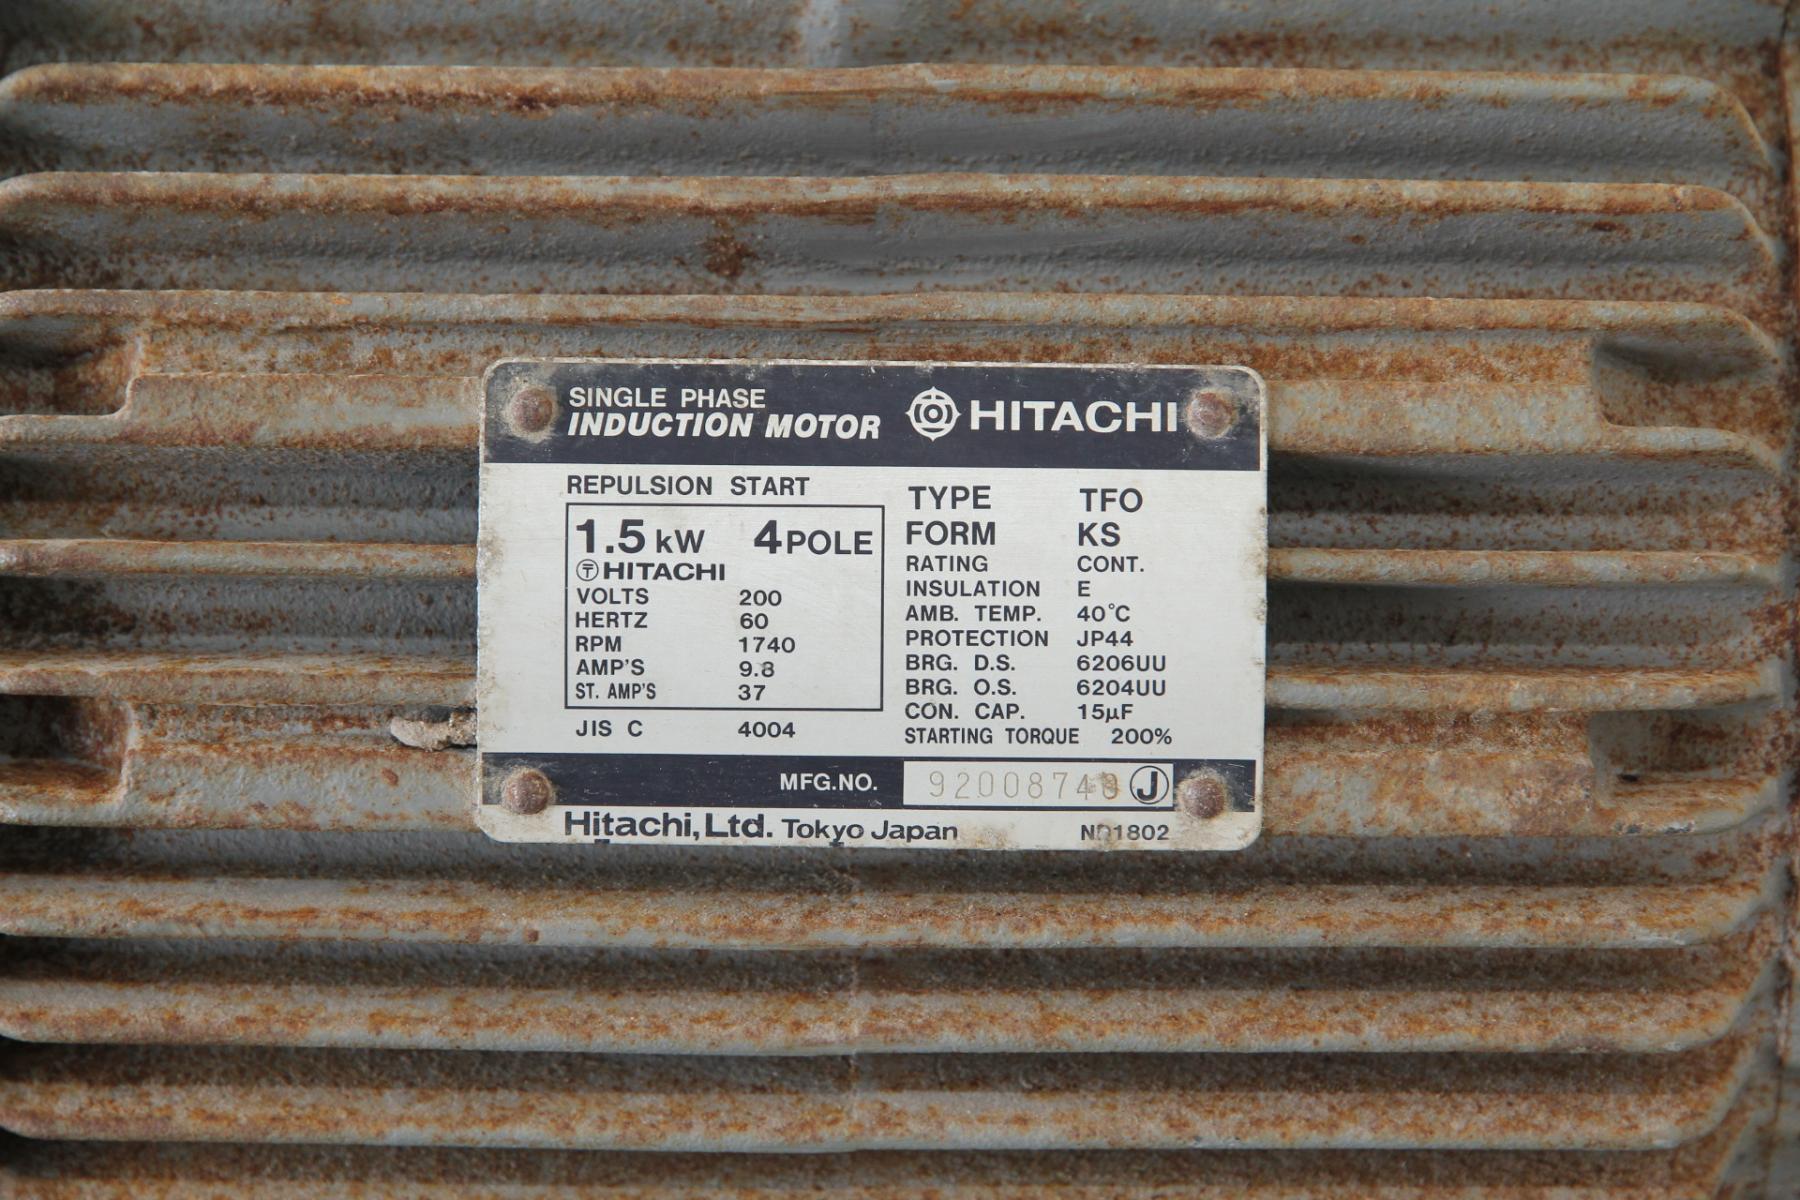 SINGLE PHASE
INDUCTION MOTOR
HITACHI
REPULSION START
1.5 kW 4POLE
〒HITACHI
VOLTS 200
HERTZ 60
RPM 1740
AMP'S 9.8
ST. AMP'S 37
JIS C 4004
TYPE TFO
FORM KS
RATING CONT.
INSULATION E
AMB. TEMP. 40°C
PROTECTION JP44
BRG. D.S. 6206UU
BRG. O.S. 6204UU
CON. CAP. 15μF
STARTING TORQUE 200%
MFG.NO. J
Hitachi, Ltd. Tokyo Japan